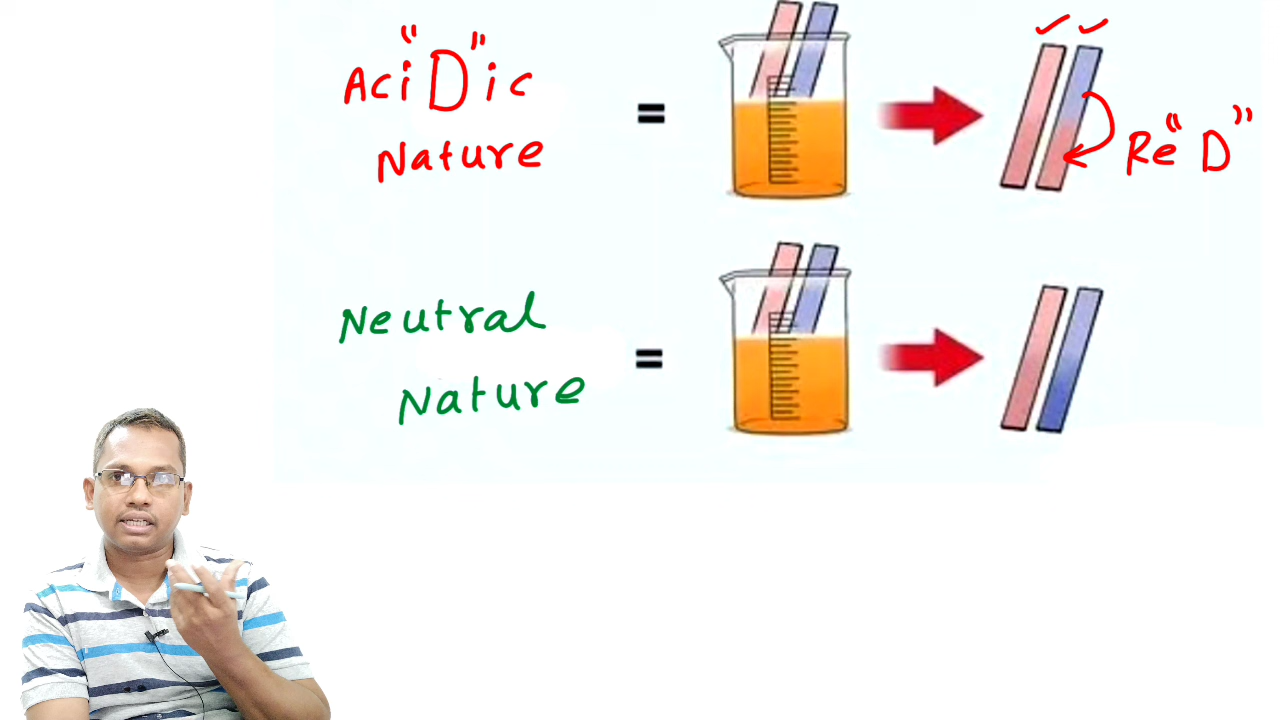 Aci"D"ic
Nature
=
Re"D"
Neutral
Nature
=